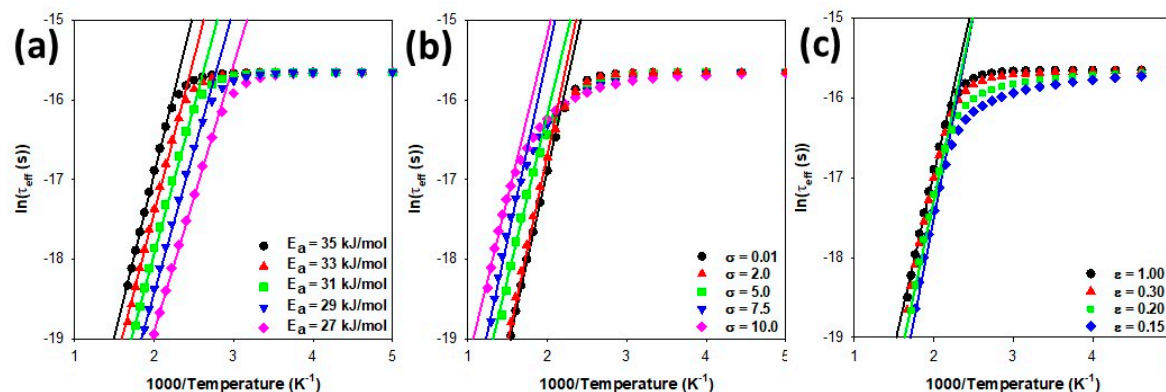 (a)
ln(τeff (s))
-15
-16
-17
-18
-19
Ea = 35 kJ/mol
Ea = 33 kJ/mol
Ea = 31 kJ/mol
Ea = 29 kJ/mol
Ea = 27 kJ/mol
1 2 3 4 5
1000/Temperature (K⁻¹)
(b)
ln(τeff (s))
-15
-16
-17
-18
-19
σ = 0.01
σ = 2.0
σ = 5.0
σ = 7.5
σ = 10.0
1 2 3 4 5
1000/Temperature (K⁻¹)
(c)
ln(τeff (s))
-15
-16
-17
-18
-19
ε = 1.00
ε = 0.30
ε = 0.20
ε = 0.15
1 2 3 4 5
1000/Temperature (K⁻¹)